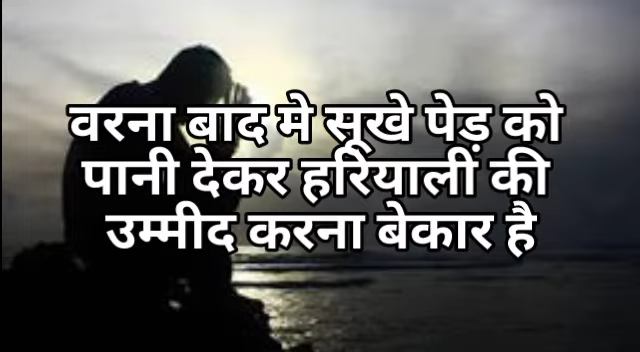 वरना बाद मे सूखे पेड़ को
पानी देकर हरियाली की
उम्मीद करना बेकार है